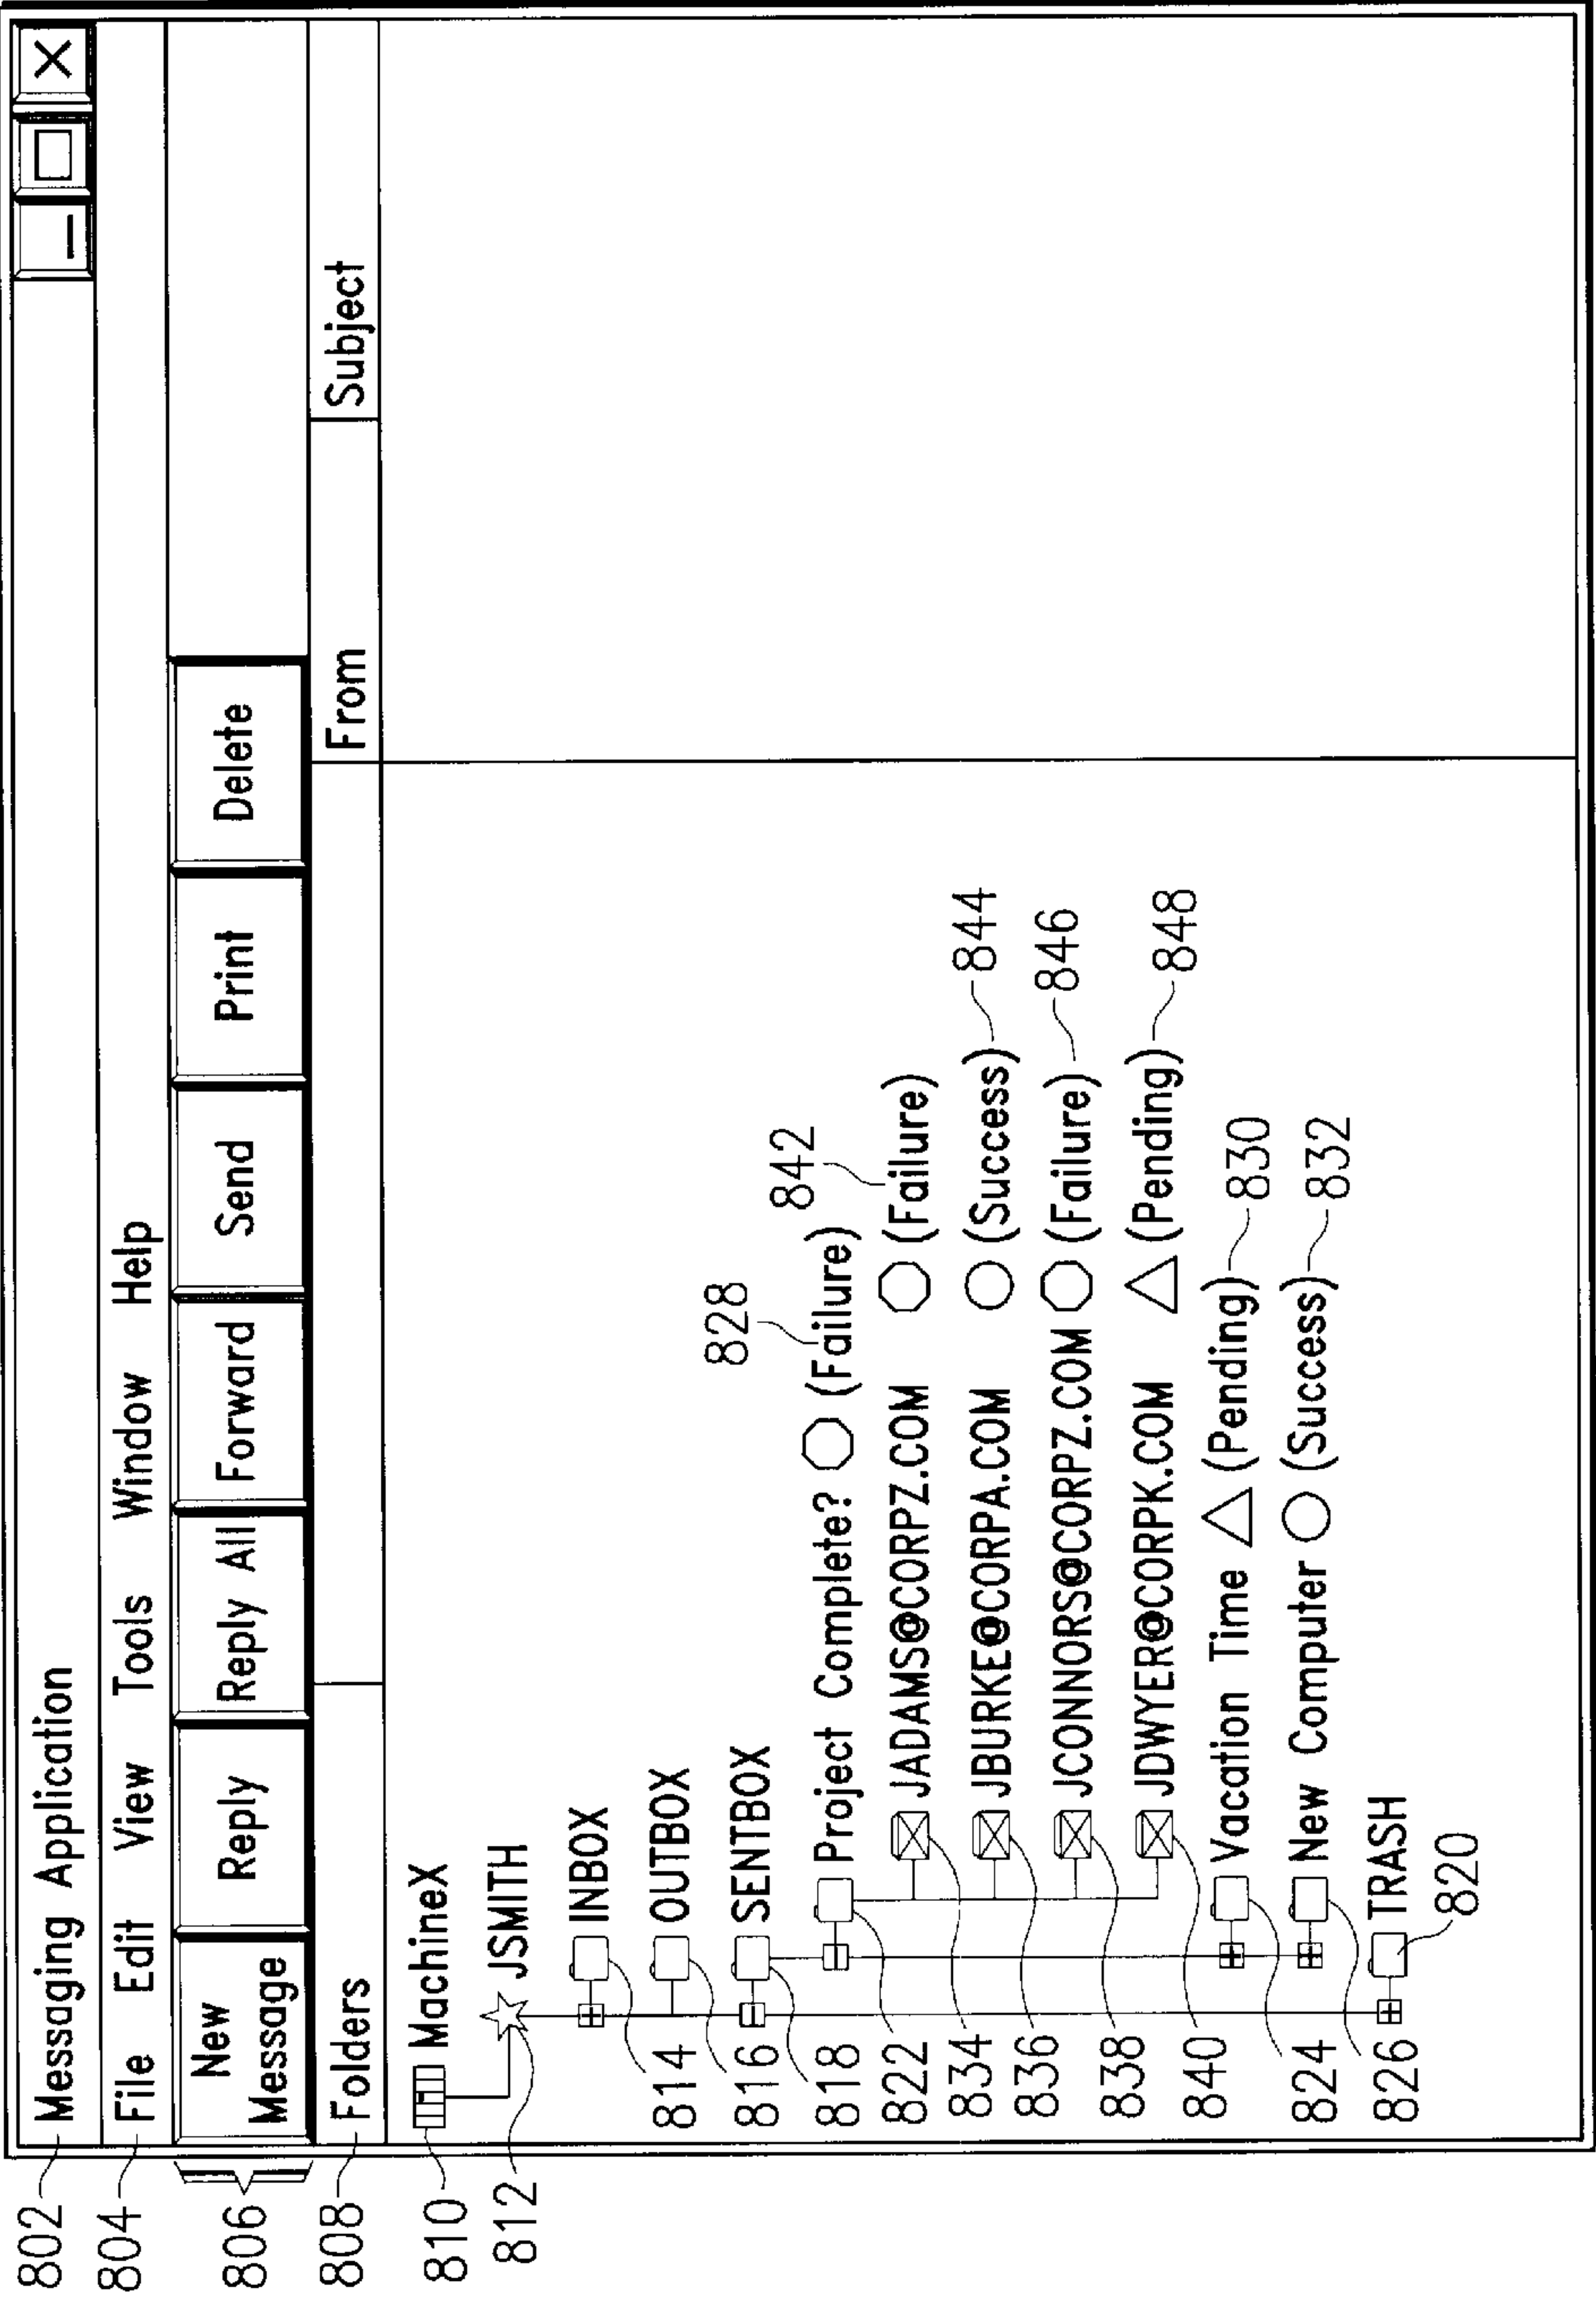 802 Messaging Application
804 File Edit View Tools Window Help
806 New Message Reply Reply All Forward Send Print Delete
808 Folders From Subject
810 MachineX
812 JSMITH
814 INBOX
816 OUTBOX
818 SENTBOX
828
822 Project Complete? (Failure) 842
834 JADAMS@CORPZ.COM (Failure)
836 JBURKE@CORPA.COM (Success) 844
838 JCONNORS@CORPZ.COM (Failure) 846
840 JDWYER@CORPK.COM (Pending) 848
824 Vacation Time (Pending) 830
826 New Computer (Success) 832
TRASH
820